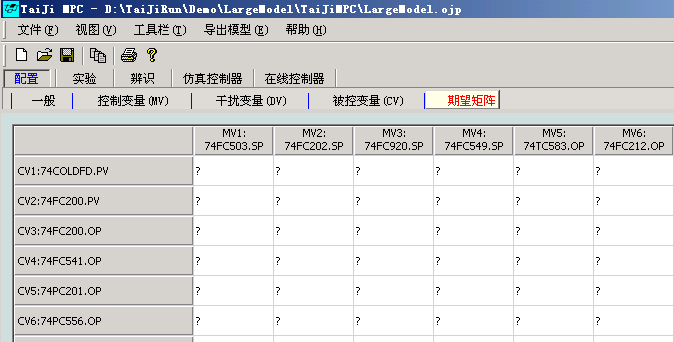 TaiJi MPC - D:\TaiJiRun\Demo\LargeModel\TaiJiMPC\LargeModel.ojp
文件(F) 视图(V) 工具栏(T) 导出模型(E) 帮助(H)
配置 实验 辨识 仿真控制器 在线控制器
一般 控制变量(MV) 干扰变量(DV) 被控变量(CV) 期望矩阵
MV1: MV2: MV3: MV4: MV5: MV6:
74FC503.SP 74FC202.SP 74FC920.SP 74FC549.SP 74TC583.OP 74FC212.OP
CV1:74COLDFD.PV ? ? ? ? ? ?
CV2:74FC200.PV ? ? ? ? ? ?
CV3:74FC200.OP ? ? ? ? ? ?
CV4:74FC541.OP ? ? ? ? ? ?
CV5:74PC201.OP ? ? ? ? ? ?
CV6:74PC556.OP ? ? ? ? ? ?